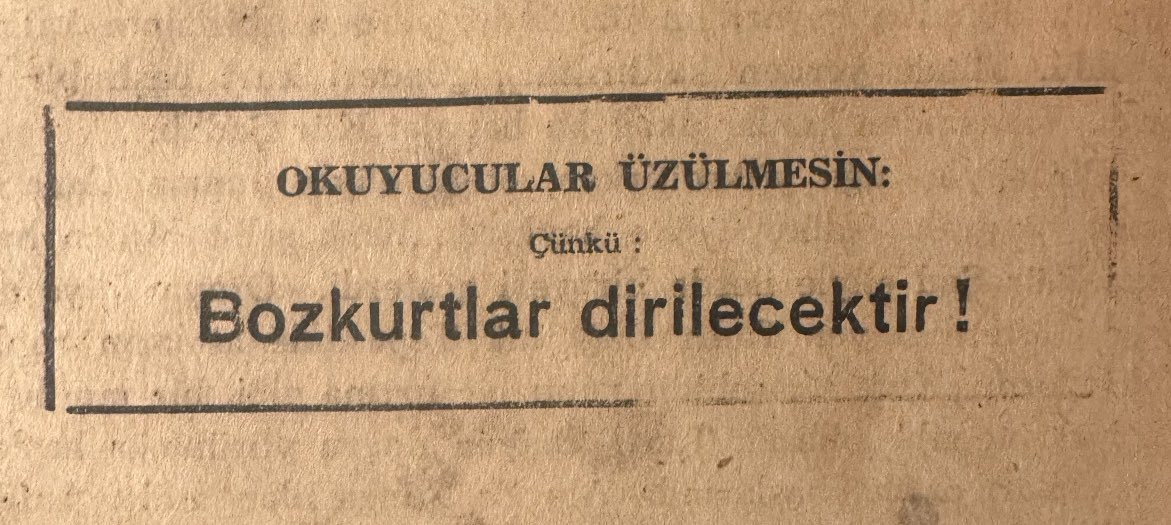 OKUYUCULAR ÜZÜLMESİN:
Çünkü :
Bozkurtlar dirilecektir !